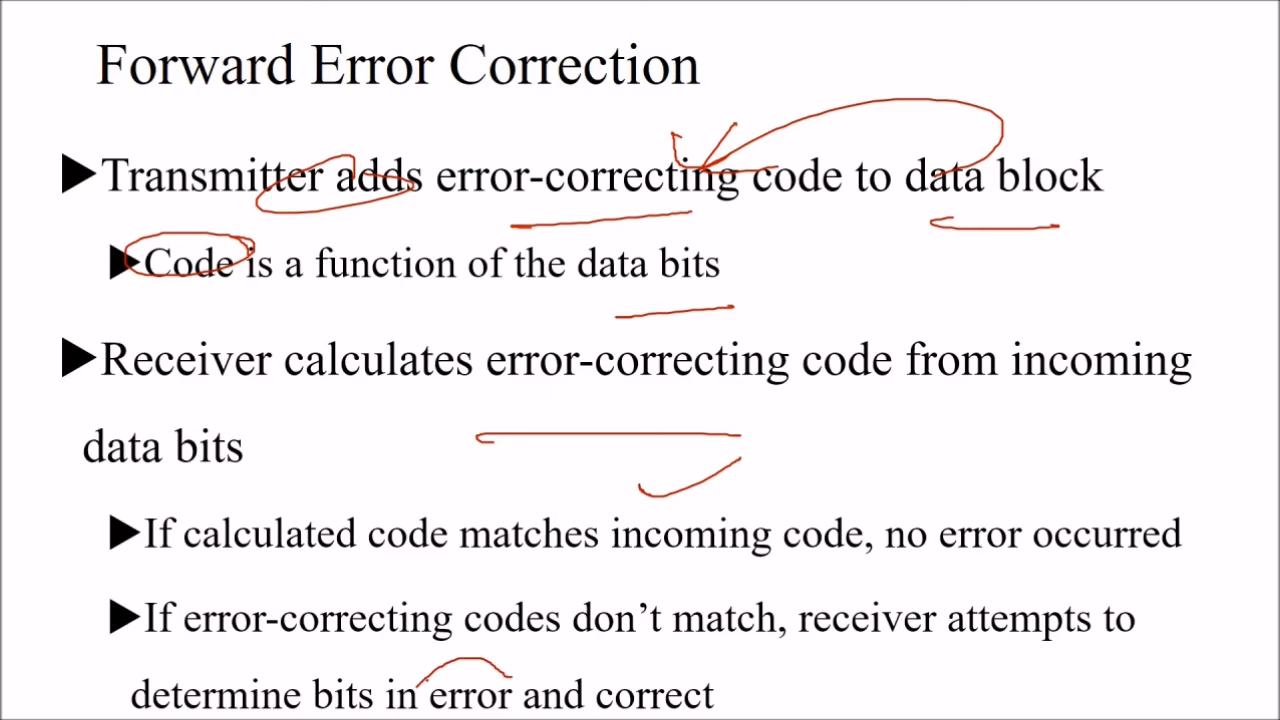 Forward Error Correction
▶Transmitter adds error-correcting code to data block
▶Code is a function of the data bits
▶Receiver calculates error-correcting code from incoming
data bits
▶If calculated code matches incoming code, no error occurred
▶If error-correcting codes don’t match, receiver attempts to
determine bits in error and correct